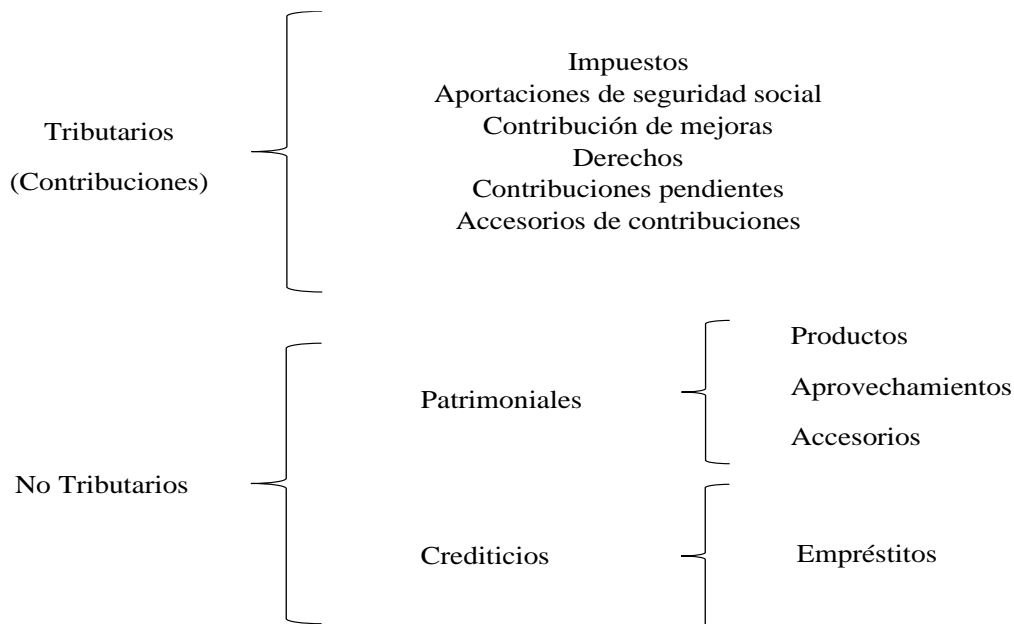 Tributarios
(Contribuciones)
Impuestos
Aportaciones de seguridad social
Contribución de mejoras
Derechos
Contribuciones pendientes
Accesorios de contribuciones
No Tributarios
Patrimoniales
Productos
Aprovechamientos
Accesorios
Crediticios
Empréstitos